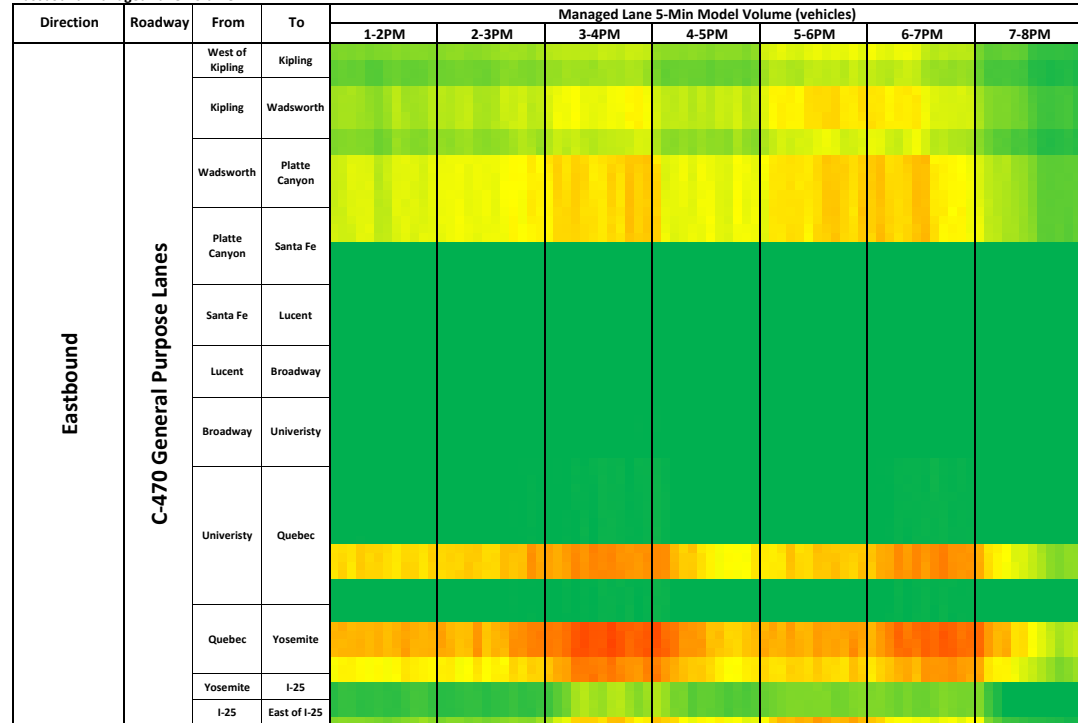 Direction Roadway From To Managed Lane 5-Min Model Volume (vehicles)
1-2PM 2-3PM 3-4PM 4-5PM 5-6PM 6-7PM 7-8PM
Eastbound
C-470 General Purpose Lanes
West of
Kipling
Kipling
Kipling Wadsworth
Wadsworth
Platte
Canyon
Platte
Canyon
Santa Fe
Santa Fe Lucent
Lucent Broadway
Broadway Univeristy
Univeristy Quebec
Quebec Yosemite
Yosemite I-25
I-25 East of I-25